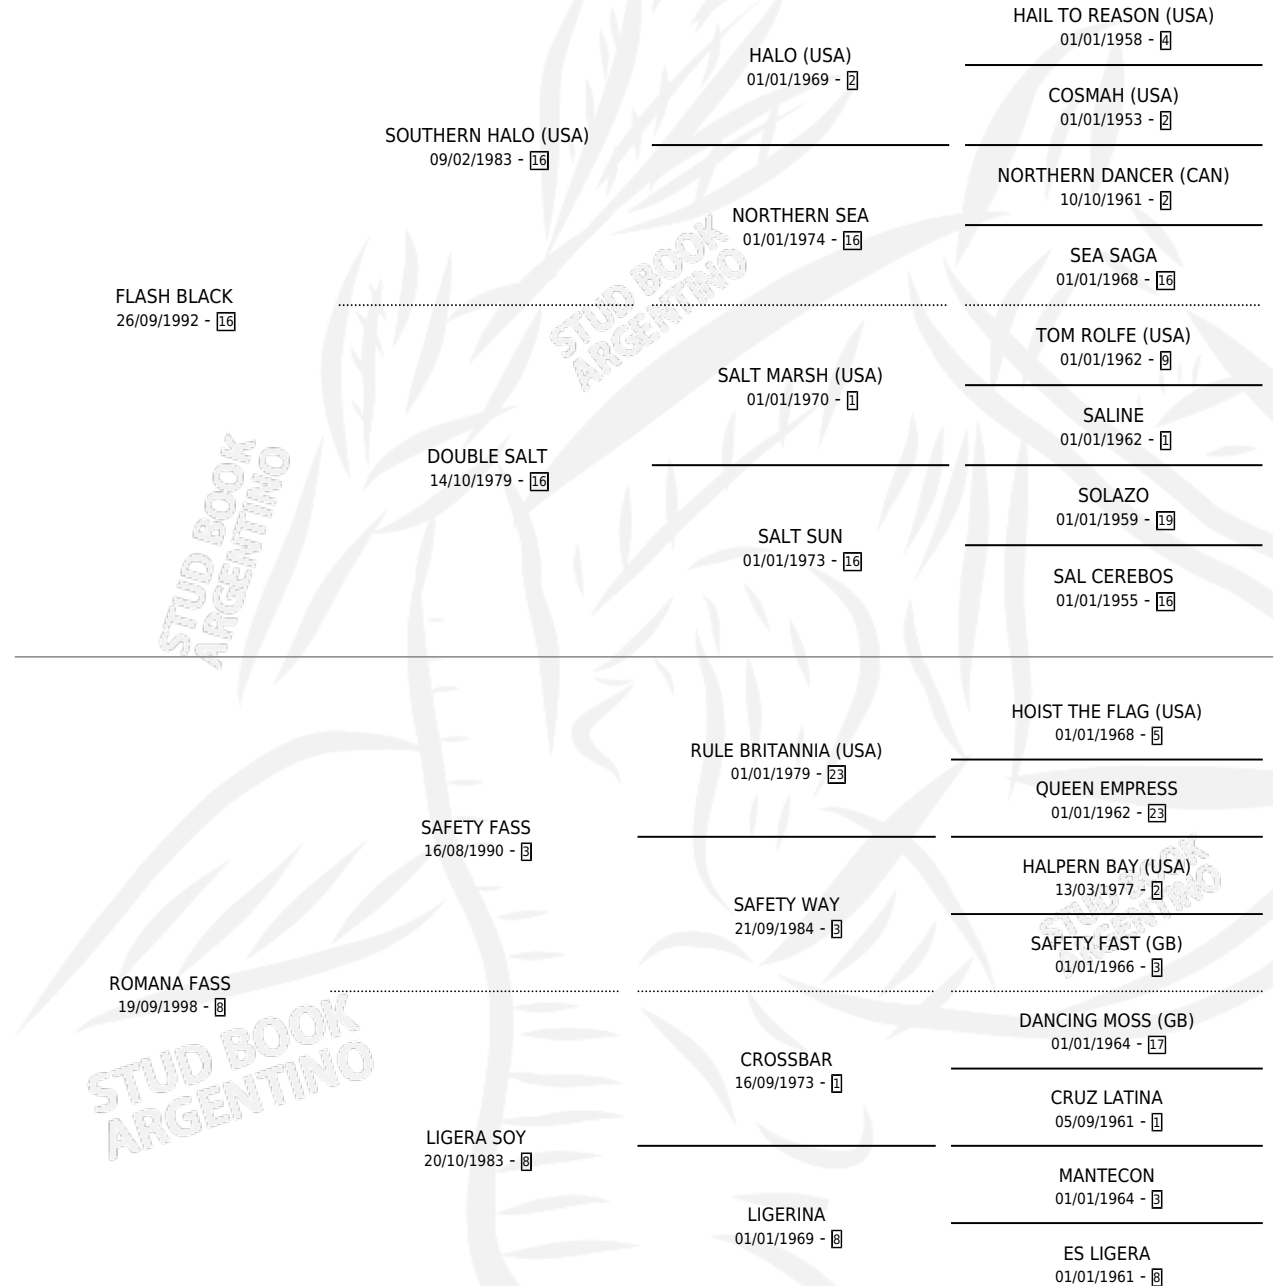 HAIL TO REASON (USA)
01/01/1958 - 4
HALO (USA)
01/01/1969 - 2
COSMAH (USA)
01/01/1953 - 2
SOUTHERN HALO (USA)
09/02/1983 - 16
NORTHERN DANCER (CAN)
10/10/1961 - 2
NORTHERN SEA
01/01/1974 - 16
SEA SAGA
01/01/1968 - 16
STUD BOOK
ARGENTINO
FLASH BLACK
26/09/1992 - 16
TOM ROLFE (USA)
01/01/1962 - 9
SALT MARSH (USA)
01/01/1970 - 1
SALINE
01/01/1962 - 1
DOUBLE SALT
14/10/1979 - 16
SOLAZO
01/01/1959 - 19
SALT SUN
01/01/1973 - 16
SAL CEREBOS
01/01/1955 - 16
STUD BOOK
ARGENTINO
HOIST THE FLAG (USA)
01/01/1968 - 5
RULE BRITANNIA (USA)
01/01/1979 - 23
QUEEN EMPRESS
01/01/1962 - 23
SAFETY FASS
16/08/1990 - 3
HALPERN BAY (USA)
13/03/1977 - 2
SAFETY WAY
21/09/1984 - 3
SAFETY FAST (GB)
01/01/1966 - 3
STUD BOOK
ARGENTINO
ROMANA FASS
19/09/1998 - 8
DANCING MOSS (GB)
01/01/1964 - 17
CROSSBAR
16/09/1973 - 1
CRUZ LATINA
05/09/1961 - 1
STUD BOOK
ARGENTINO
LIGERA SOY
20/10/1983 - 8
MANTECON
01/01/1964 - 3
LIGERINA
01/01/1969 - 8
ES LIGERA
01/01/1961 - 8